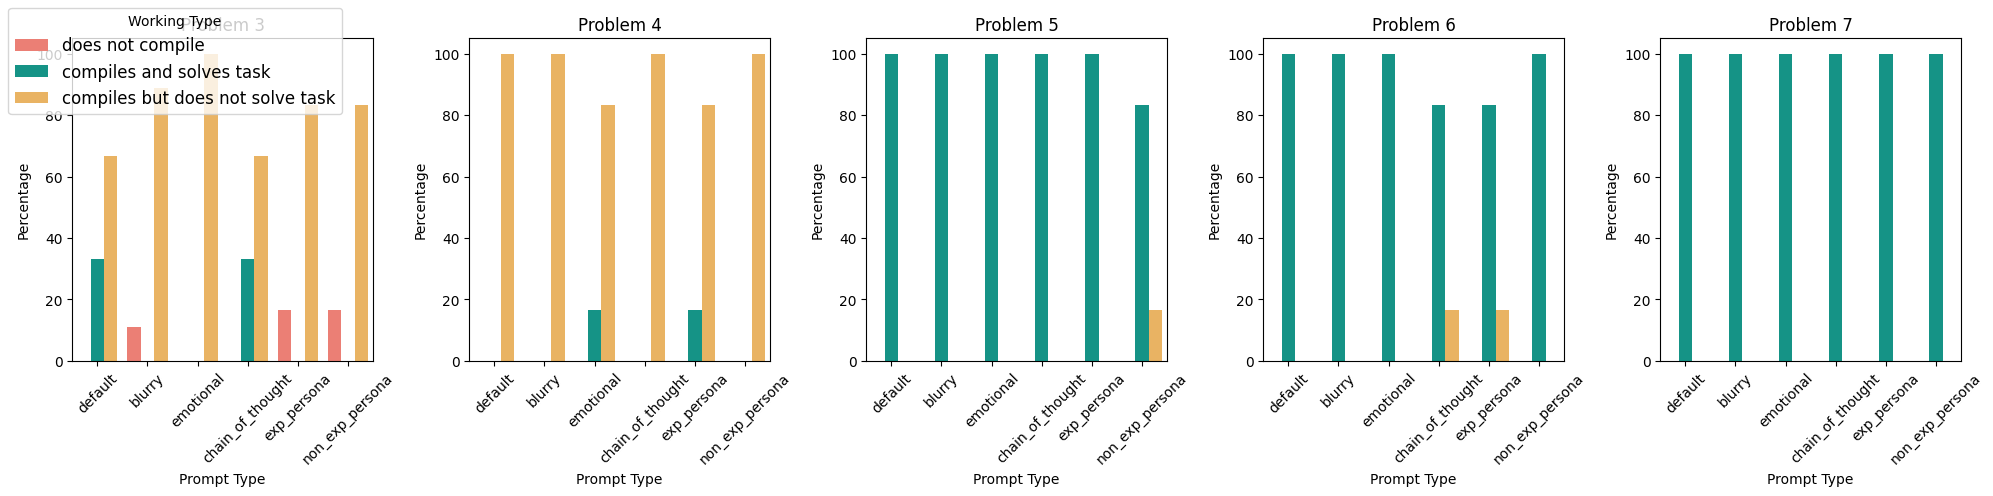 Working Type
does not compile
compiles and solves task
compiles but does not solve task
Problem 3
Percentage
100
80
60
40
20
0
default
blurry
emotional
chain_of_thought
exp_persona
non_exp_persona
Prompt Type
Problem 4
Percentage
100
80
60
40
20
0
default
blurry
emotional
chain_of_thought
exp_persona
non_exp_persona
Prompt Type
Problem 5
Percentage
100
80
60
40
20
0
default
blurry
emotional
chain_of_thought
exp_persona
non_exp_persona
Prompt Type
Problem 6
Percentage
100
80
60
40
20
0
default
blurry
emotional
chain_of_thought
exp_persona
non_exp_persona
Prompt Type
Problem 7
Percentage
100
80
60
40
20
0
default
blurry
emotional
chain_of_thought
exp_persona
non_exp_persona
Prompt Type